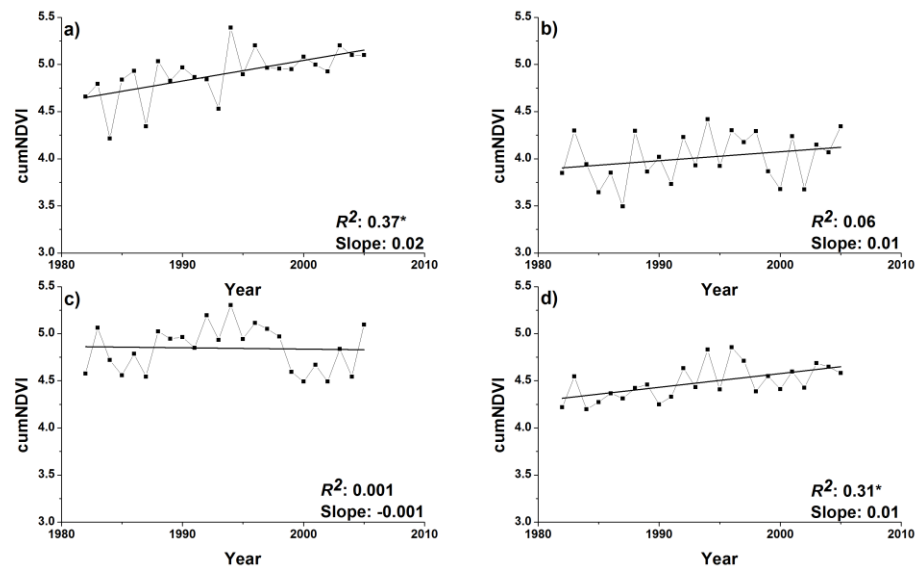 a)
cumNDVI
5.5
5.0
4.5
4.0
3.5
3.0
R²: 0.37*
Slope: 0.02
1980 1990 2000 2010
Year
b)
cumNDVI
5.5
5.0
4.5
4.0
3.5
3.0
R²: 0.06
Slope: 0.01
1980 1990 2000 2010
Year
c)
cumNDVI
5.5
5.0
4.5
4.0
3.5
3.0
R²: 0.001
Slope: -0.001
1980 1990 2000 2010
Year
d)
cumNDVI
5.5
5.0
4.5
4.0
3.5
3.0
R²: 0.31*
Slope: 0.01
1980 1990 2000 2010
Year